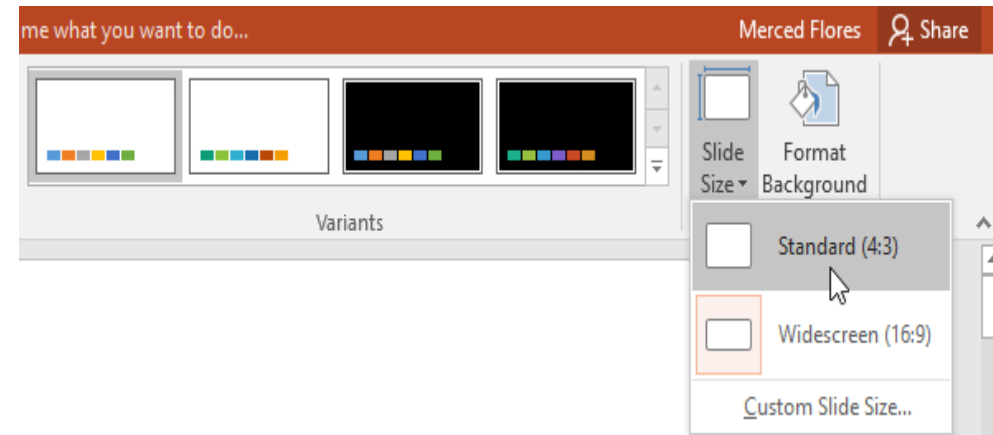 me what you want to do...
Merced Flores
Share
Slide
Size
Format
Background
Variants
Standard (4:3)
Widescreen (16:9)
Custom Slide Size...